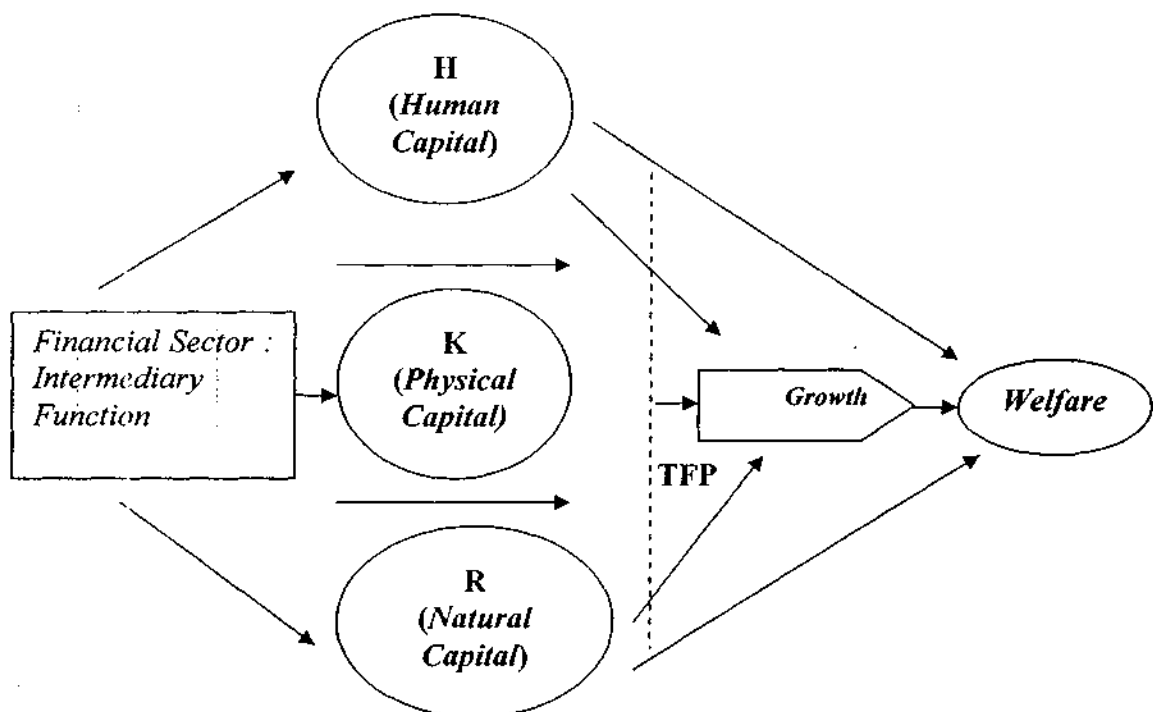 H
(Human
Capital)
Financial Sector :
Intermediary
Function
K
(Physical
Capital)
Growth
Welfare
TFP
R
(Natural
Capital)